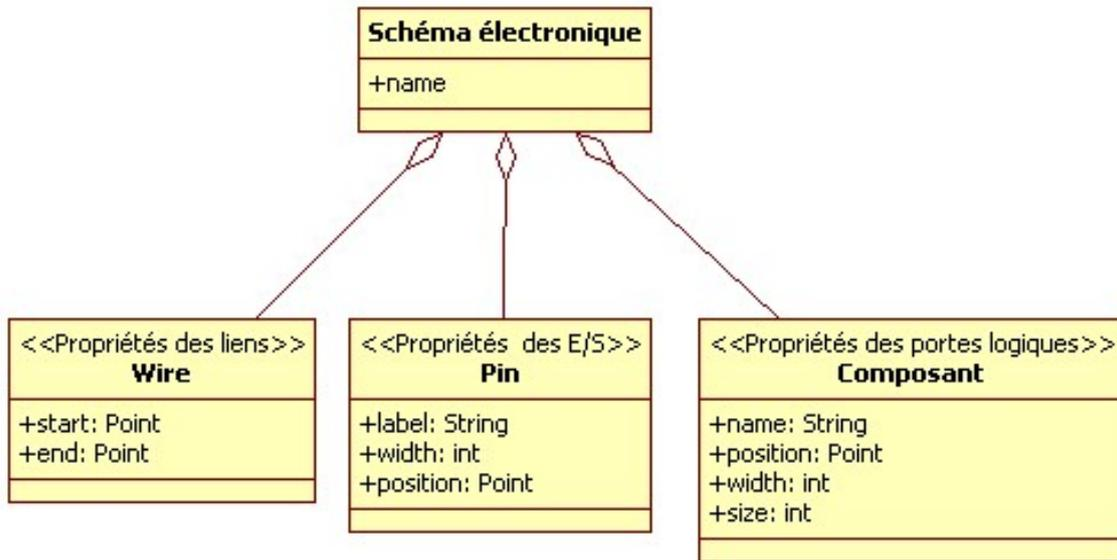 Schéma électronique
+name
<<Propriétés des liens>>
Wire
+start: Point
+end: Point
<<Propriétés  des E/S>>
Pin
+label: String
+width: int
+position: Point
<<Propriétés des portes logiques>>
Composant
+name: String
+position: Point
+width: int
+size: int